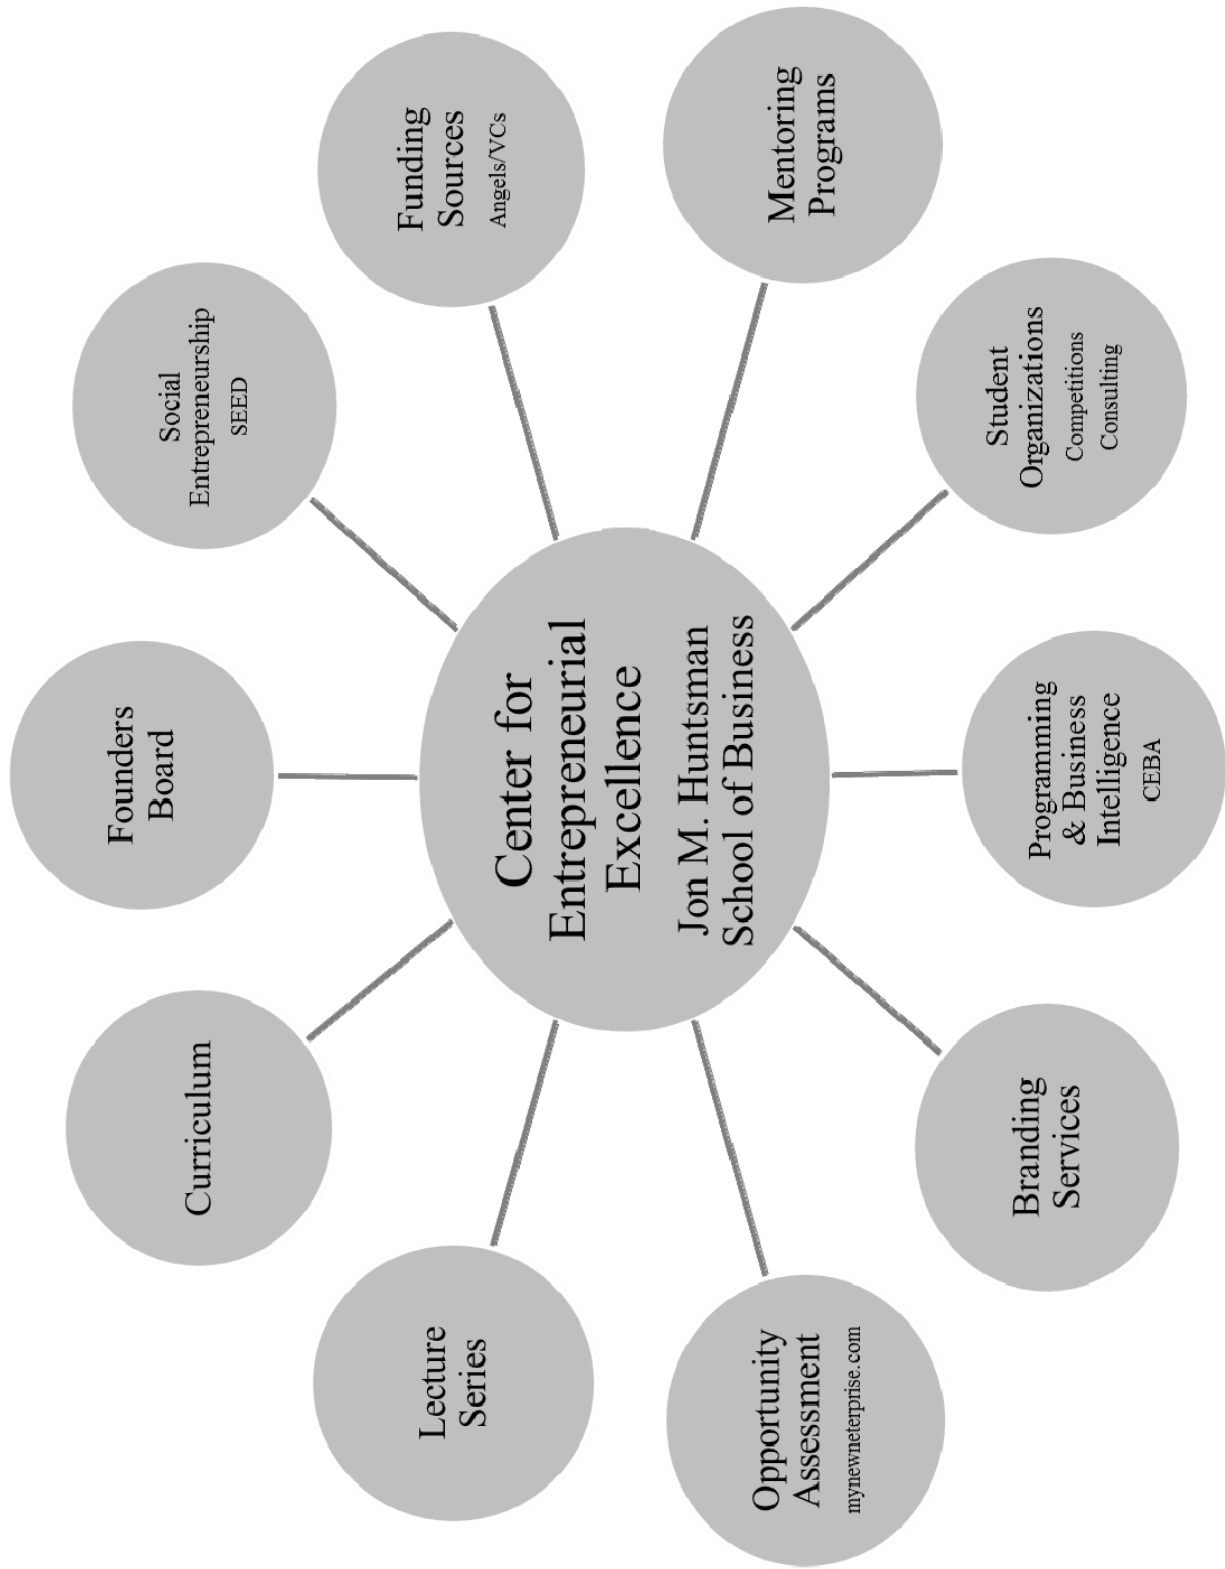 Founders
Board
Curriculum
Social
Entrepreneurship
SEED
Lecture
Series
Funding
Sources
Angels/VCs
Center for
Entrepreneurial
Excellence
Jon M. Huntsman
School of Business
Opportunity
Assessment
mynewneterprise.com
Mentoring
Programs
Branding
Services
Programming
& Business
Intelligence
CEBA
Student
Organizations
Competitions
Consulting